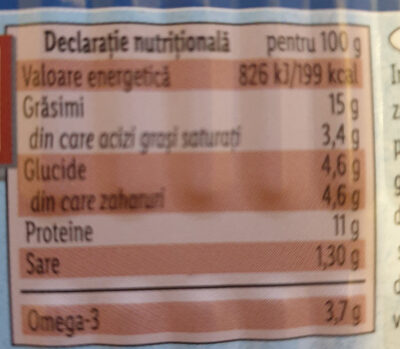 Declarație nutrițională pentru 100 g
Valoare energetică 826 kJ/199 kcal
Grăsimi 15 g
din care acizi grași saturați 3,4 g
Glucide 4,6 g
din care zaharuri 4,6 g
Proteine 11 g
Sare 1,30 g
Omega-3 3,7 g